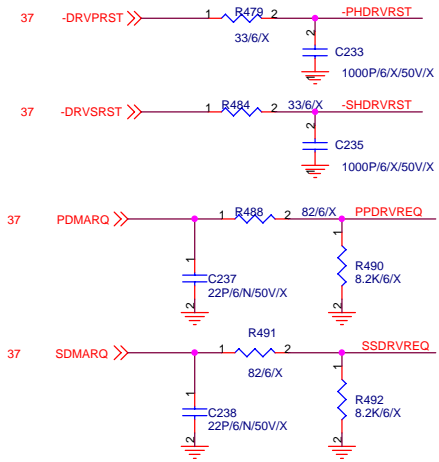 37 -DRVPRST 1 R479 2 -PHDRVRST
33/6/X
2
C233
1
1000P/6/X/50V/X
37 -DRVSRST 1 R484 2 33/6/X -SHDRVRST
2
C235
1
1000P/6/X/50V/X
37 PDMARQ 1 R488 2 82/6/X PPDRVREQ
1
1
C237
22P/6/N/50V/X
2
R490
8.2K/6/X
2
37 SDMARQ 1 R491 2 SSDRVREQ
82/6/X
1
1
C238
22P/6/N/50V/X
2
R492
8.2K/6/X
2